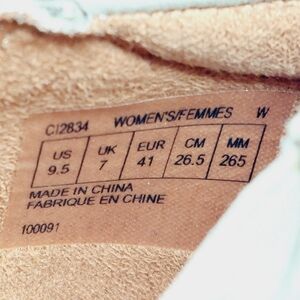 CI2834 WOMEN'S/FEMMES W
US UK EUR CM MM
9.5 7 41 26.5 265
MADE IN CHINA
FABRIQUE EN CHINE
100091